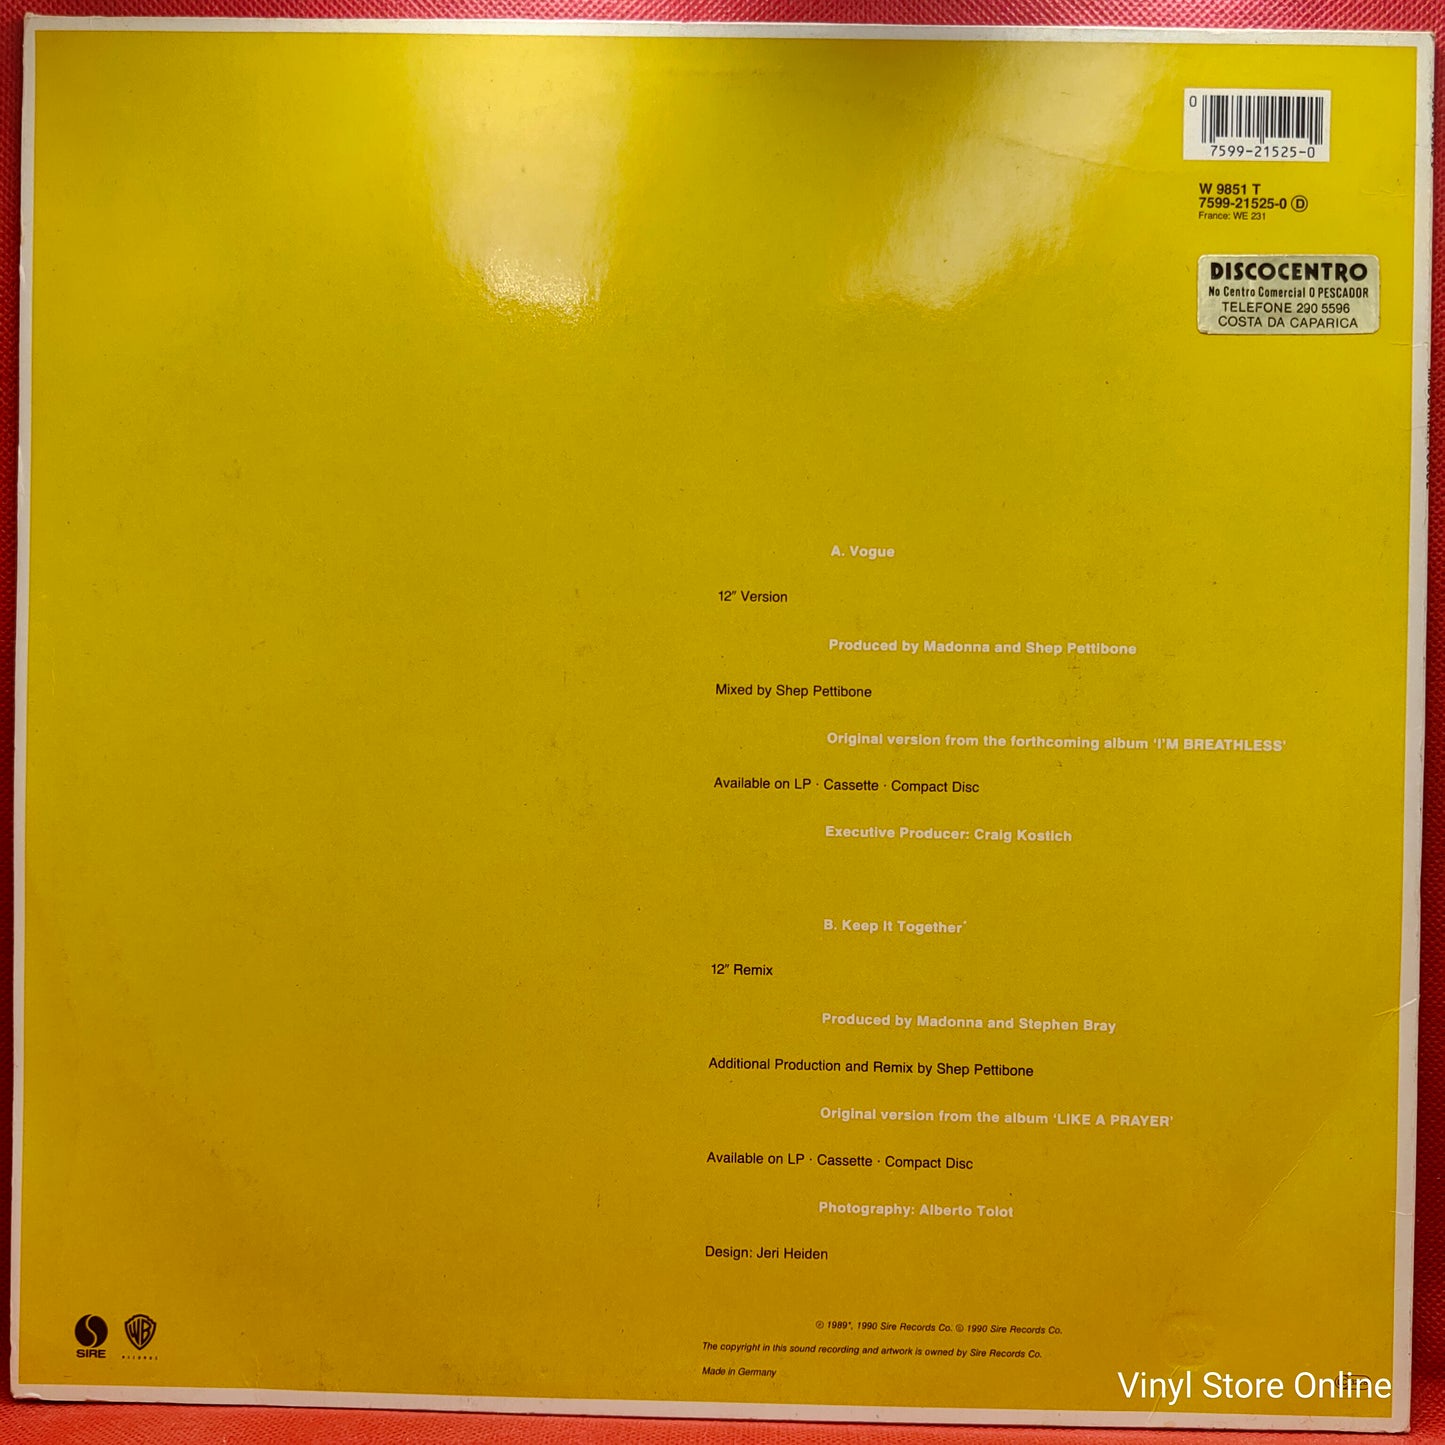 0
7599-21525-0
W 9851 T
7599-21525-0 Ⓓ
France: WE 231
DISCOCENTRO
No Centro Comercial O PESCADOR
TELEFONE 290 5596
COSTA DA CAPARICA
A. Vogue
12" Version
Produced by Madonna and Shep Pettibone
Mixed by Shep Pettibone
Original version from the forthcoming album 'I'M BREATHLESS'
Available on LP · Cassette · Compact Disc
Executive Producer: Craig Kostich
B. Keep It Together*
12" Remix
Produced by Madonna and Stephen Bray
Additional Production and Remix by Shep Pettibone
Original version from the album 'LIKE A PRAYER'
Available on LP · Cassette · Compact Disc
Photography: Alberto Tolot
Design: Jeri Heiden
℗ 1989*, 1990 Sire Records Co. © 1990 Sire Records Co.
The copyright in this sound recording and artwork is owned by Sire Records Co.
Made in Germany
SIRE
WB
RECORDS
Vinyl Store Online